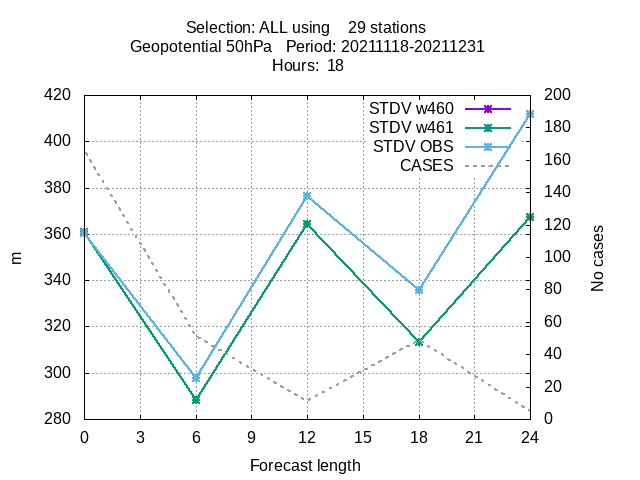 Selection: ALL using    29 stations
Geopotential 50hPa   Period: 20211118-20211231
Hours:  18
420
400
380
360
340
320
300
280
m
STDV w460
STDV w461
STDV OBS
CASES
200
180
160
140
120
100
80
60
40
20
0
No cases
0 3 6 9 12 15 18 21 24
Forecast length